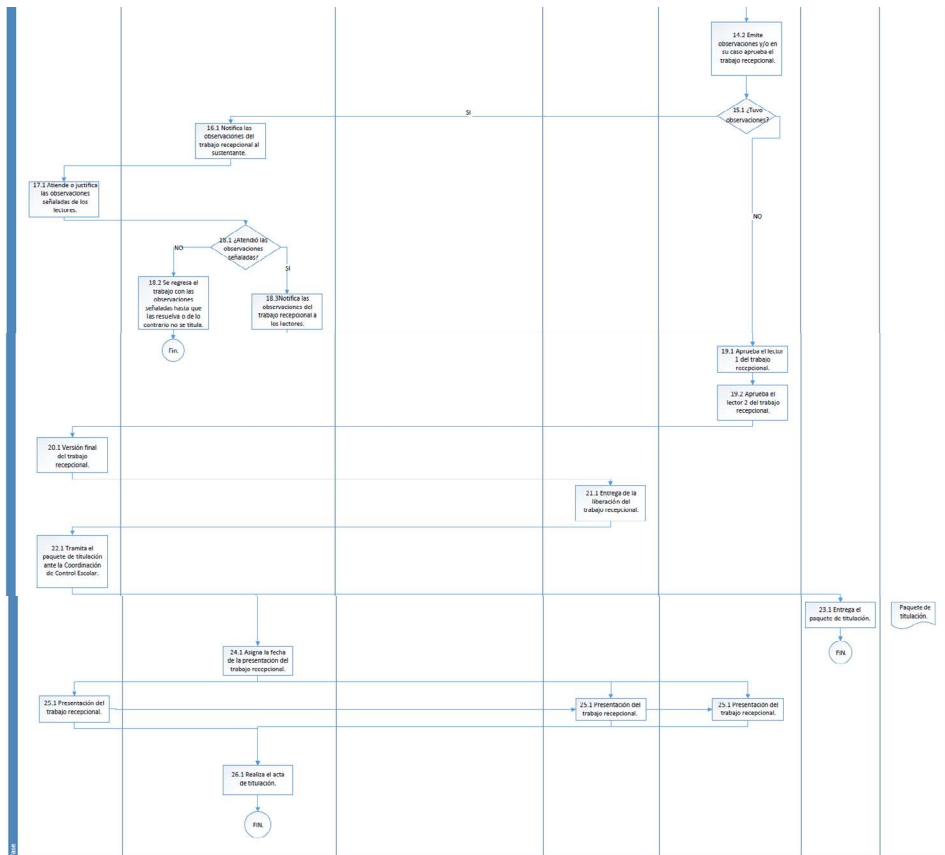 14.2 Emite
observaciones y/o en
su caso aprueba el
trabajo recepcional.
15.1 ¿Tuvo
observaciones?
SI
16.1 Notifica las
observaciones del
trabajo recepcional al
sustentante.
17.1 Atiende o justifica
las observaciones
señaladas de los
lectores.
NO
18.1 ¿Atendió las
observaciones
señaladas?
NO
SI
18.2 Se regresa el
trabajo con las
observaciones
señaladas hasta que
las resuelva o de lo
contrario no se titula.
18.3Notifica las
observaciones del
trabajo recepcional a
los lectores.
Fin.
19.1 Aprueba el lector
1 del trabajo
recepcional.
19.2 Aprueba el
lector 2 del trabajo
recepcional.
20.1 Versión final
del trabajo
recepcional.
21.1 Entrega de la
liberación del
trabajo recepcional.
22.1 Tramita el
paquete de titulación
ante la Coordinación
de Control Escolar.
23.1 Entrega el
paquete de titulación.
Paquete de
titulación.
FIN.
24.1 Asigna la fecha
de la presentación del
trabajo recepcional.
25.1 Presentación del
trabajo recepcional.
25.1 Presentación del
trabajo recepcional.
25.1 Presentación del
trabajo recepcional.
26.1 Realiza el acta
de titulación.
FIN.